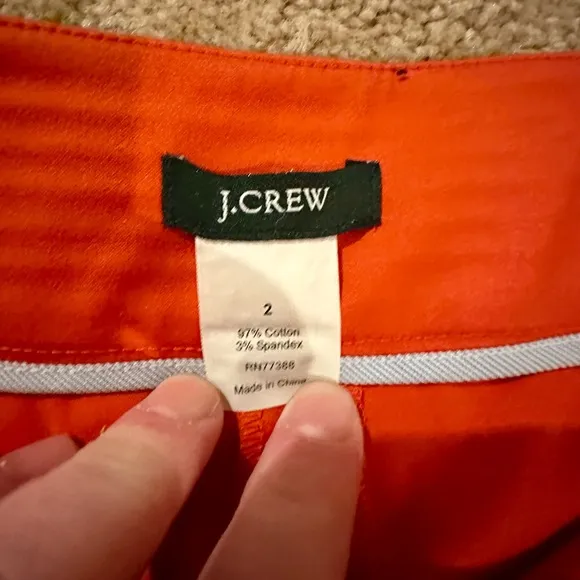 J.CREW
2
97% Cotton
3% Spandex
RN77388
Made in China